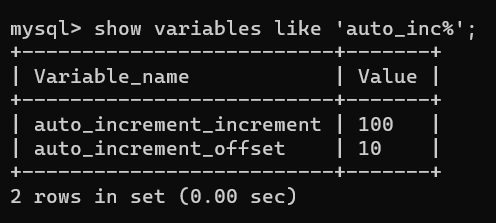 mysql> show variables like 'auto_inc%';
+--------------------------+-------+
| Variable_name            | Value |
+--------------------------+-------+
| auto_increment_increment | 100   |
| auto_increment_offset    | 10    |
+--------------------------+-------+
2 rows in set (0.00 sec)